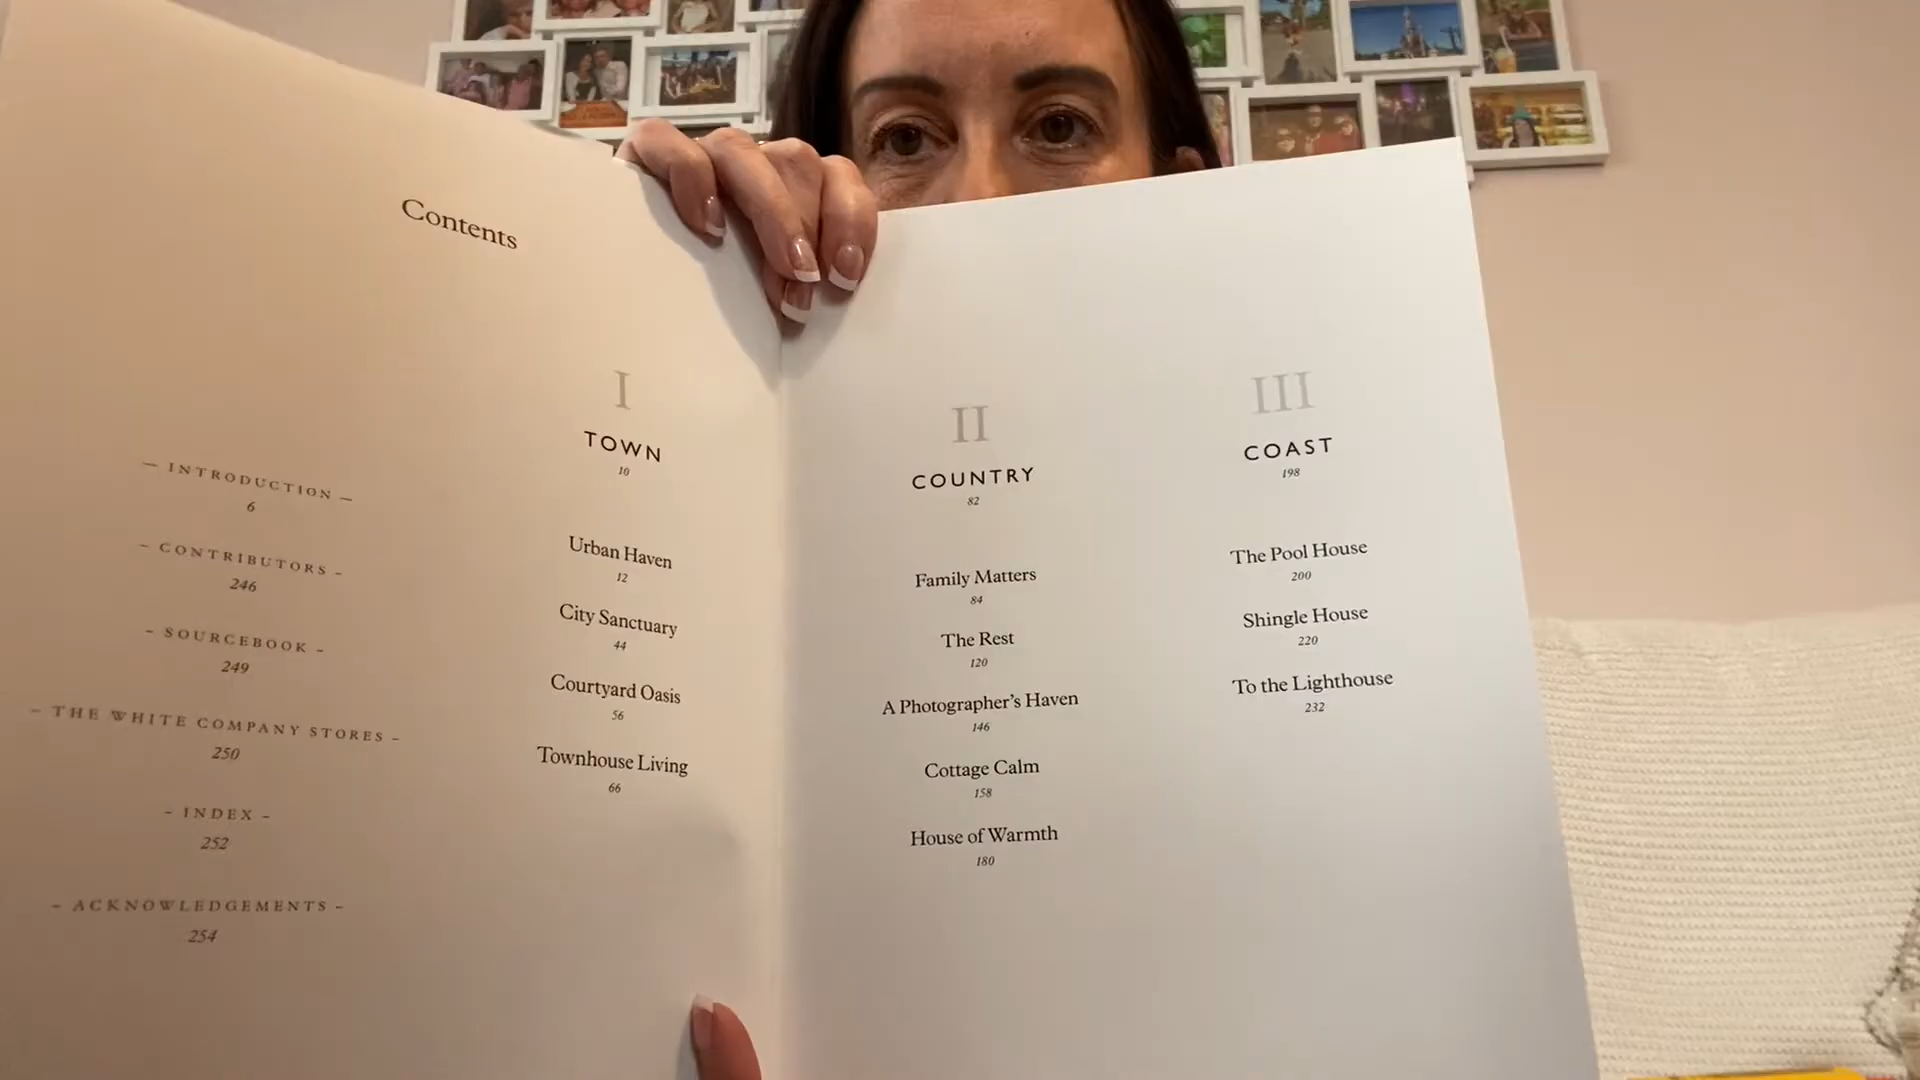 Contents
– INTRODUCTION –
6
– CONTRIBUTORS –
246
– SOURCEBOOK –
249
– THE WHITE COMPANY STORES –
250
– INDEX –
252
– ACKNOWLEDGEMENTS –
254
I
TOWN
10
Urban Haven
12
City Sanctuary
44
Courtyard Oasis
56
Townhouse Living
66
II
COUNTRY
82
Family Matters
84
The Rest
120
A Photographer's Haven
146
Cottage Calm
158
House of Warmth
180
III
COAST
198
The Pool House
200
Shingle House
220
To the Lighthouse
232